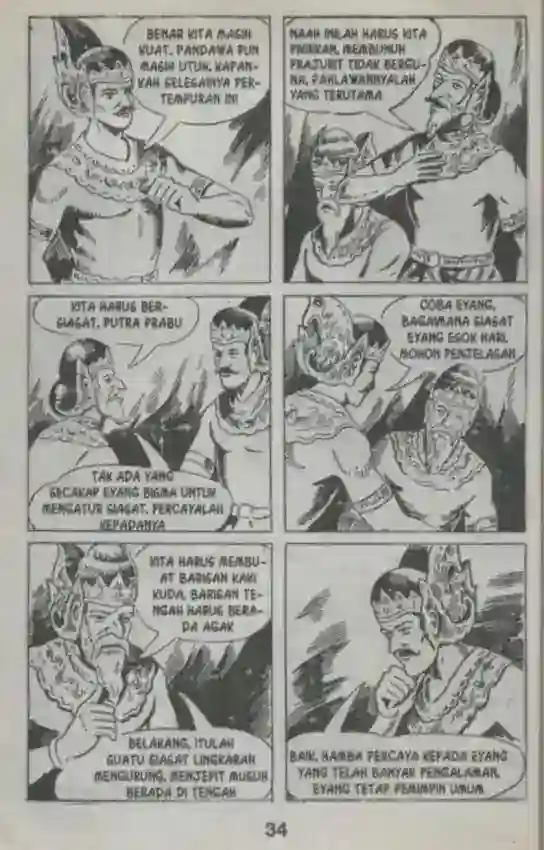 BENAR KITA MASIH
KUAT. PANDAWA PUN
MASIH UTUH. KAPAN-
KAH SELESAINYA PER-
TEMPURAN INI
NAAH INILAH HARUS KITA
PIKIRKAN, MEMBUNUH
PRAJURIT TIDAK BERGU-
NA, PAHLAWANNYALAH
YANG TERUTAMA
KITA HARUS BER-
SIASAT, PUTRA PRABU
TAK ADA YANG
SECAKAP EYANG BISMA UNTUK
MENGATUR SIASAT. PERCAYALAH
KEPADANYA
COBA EYANG,
BAGAIMANA SIASAT
EYANG ESOK HARI,
MOHON PENJELASAN
KITA HARUS MEMBU-
AT BARISAN KAKI
KUDA, BARISAN TE-
NGAH HARUS BERA-
DA AGAK
BELAKANG, ITULAH
SUATU SIASAT LINGKARAN
MENGURUNG, MENJEPIT MUSUH
BERADA DI TENGAH
BAIK, HAMBA PERCAYA KEPADA EYANG
YANG TELAH BANYAK PENGALAMAN,
EYANG TETAP PEMIMPIN UMUM
34